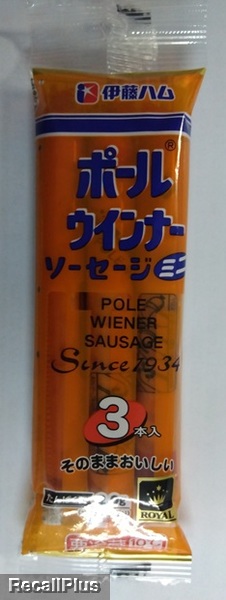 伊藤ハム
ポール®
ウインナー
ソーセージミニ
POLE
WIENER
SAUSAGE
Since 1934
3本入
そのままおいしい
ROYAL
RecallPlus